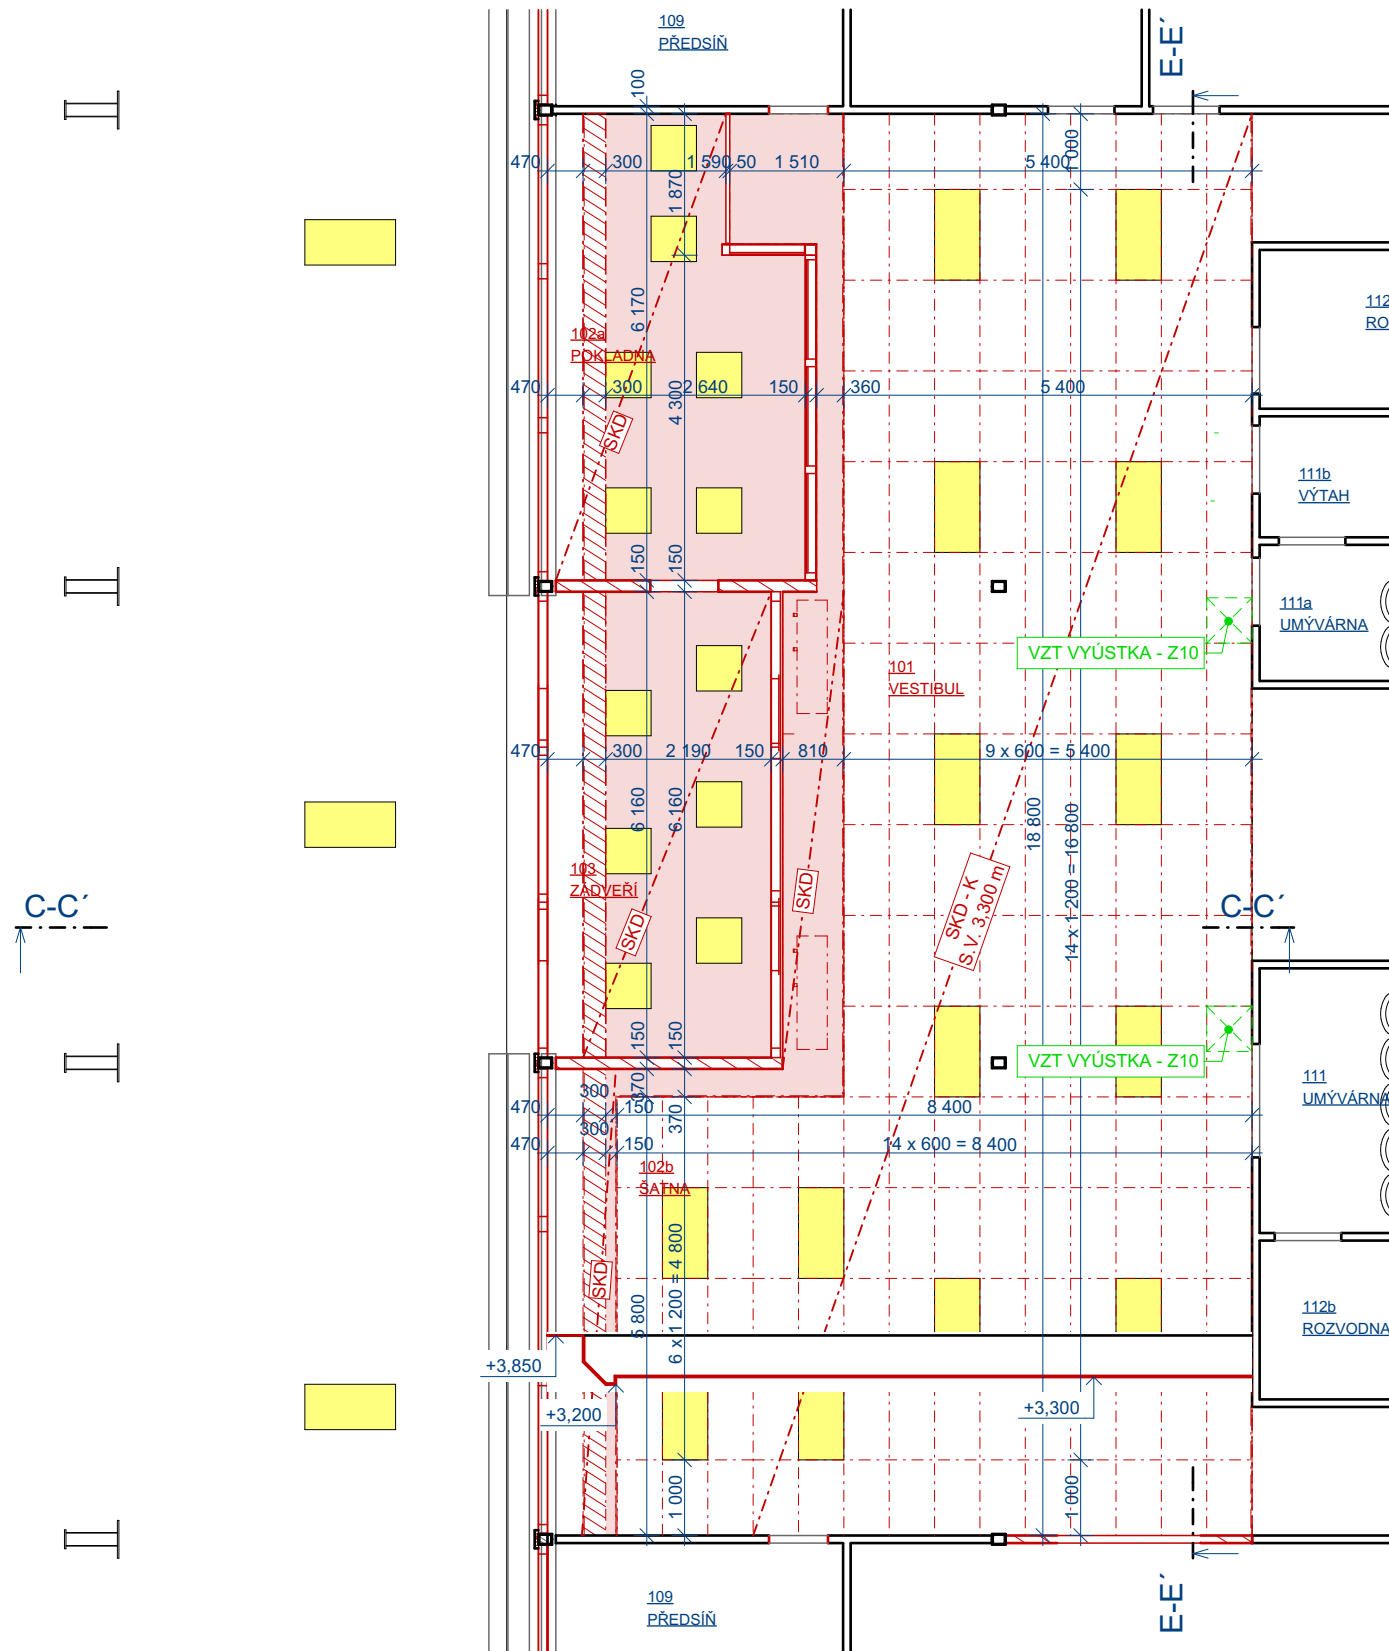 109
PŘEDSÍŇ
E-E´
100
470
300
1 590
50
1 510
5 400
1 000
1 870
6 170
102a
POKLADNA
112
RO
470
300
2 640
150
360
5 400
4 300
SKD
111b
VÝTAH
150
150
111a
UMÝVÁRNA
VZT VYÚSTKA - Z10
101
VESTIBUL
470
300
2 190
150
810
9 x 600 = 5 400
6 160
6 160
18 800
14 x 1 200 = 16 800
103
ZÁDVEŘÍ
SKD
SKD
SKD - K
S.V. 3,300 m
C-C´
C-C´
150
150
VZT VYÚSTKA - Z10
111
UMÝVÁRNA
370
370
470
300
150
8 400
470
300
150
14 x 600 = 8 400
102b
ŠATNA
SKD
5 800
6 x 1 200 = 4 800
112b
ROZVODNA
+3,850
+3,200
+3,300
1 000
1 000
109
PŘEDSÍŇ
E-E´